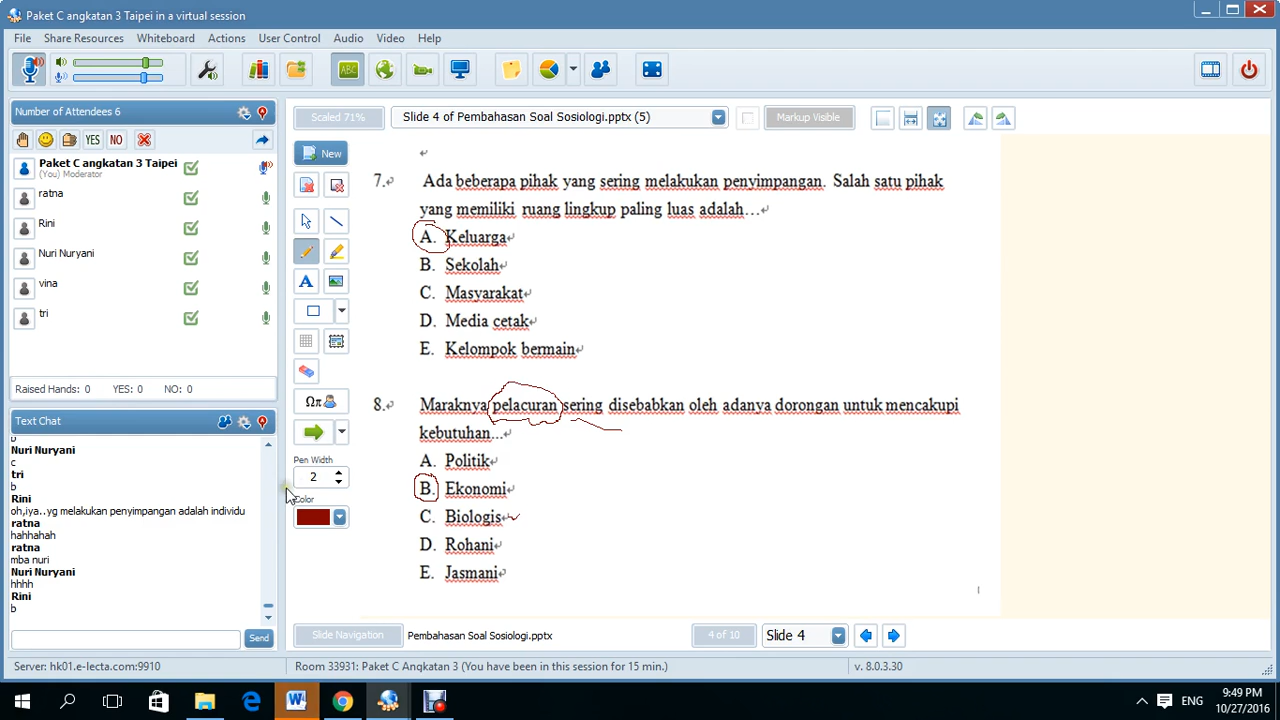 Paket C angkatan 3 Taipei in a virtual session
File Share Resources Whiteboard Actions User Control Audio Video Help
ABC
Number of Attendees 6
YES NO
Paket C angkatan 3 Taipei
(You) Moderator
ratna
Rini
Nuri Nuryani
vina
tri
Raised Hands: 0 YES: 0 NO: 0
Text Chat
b
Nuri Nuryani
c
tri
b
Rini
oh,iya..yg melakukan penyimpangan adalah individu
ratna
hahhahah
ratna
mba nuri
Nuri Nuryani
hhhh
Rini
b
Send
Scaled 71%
Slide 4 of Pembahasan Soal Sosiologi.pptx (5)
Markup Visible
New
A
Ωπ
Pen Width
2
Color
7. Ada beberapa pihak yang sering melakukan penyimpangan. Salah satu pihak
yang memiliki ruang lingkup paling luas adalah...
A. Keluarga
B. Sekolah
C. Masyarakat
D. Media cetak
E. Kelompok bermain
8. Maraknya pelacuran sering disebabkan oleh adanya dorongan untuk mencakupi
kebutuhan...
A. Politik
B. Ekonomi
C. Biologis
D. Rohani
E. Jasmani
Slide Navigation
Pembahasan Soal Sosiologi.pptx
4 of 10
Slide 4
Server: hk01.e-lecta.com:9910
Room 33931: Paket C Angkatan 3 (You have been in this session for 15 min.)
v. 8.0.3.30
ENG
9:49 PM
10/27/2016